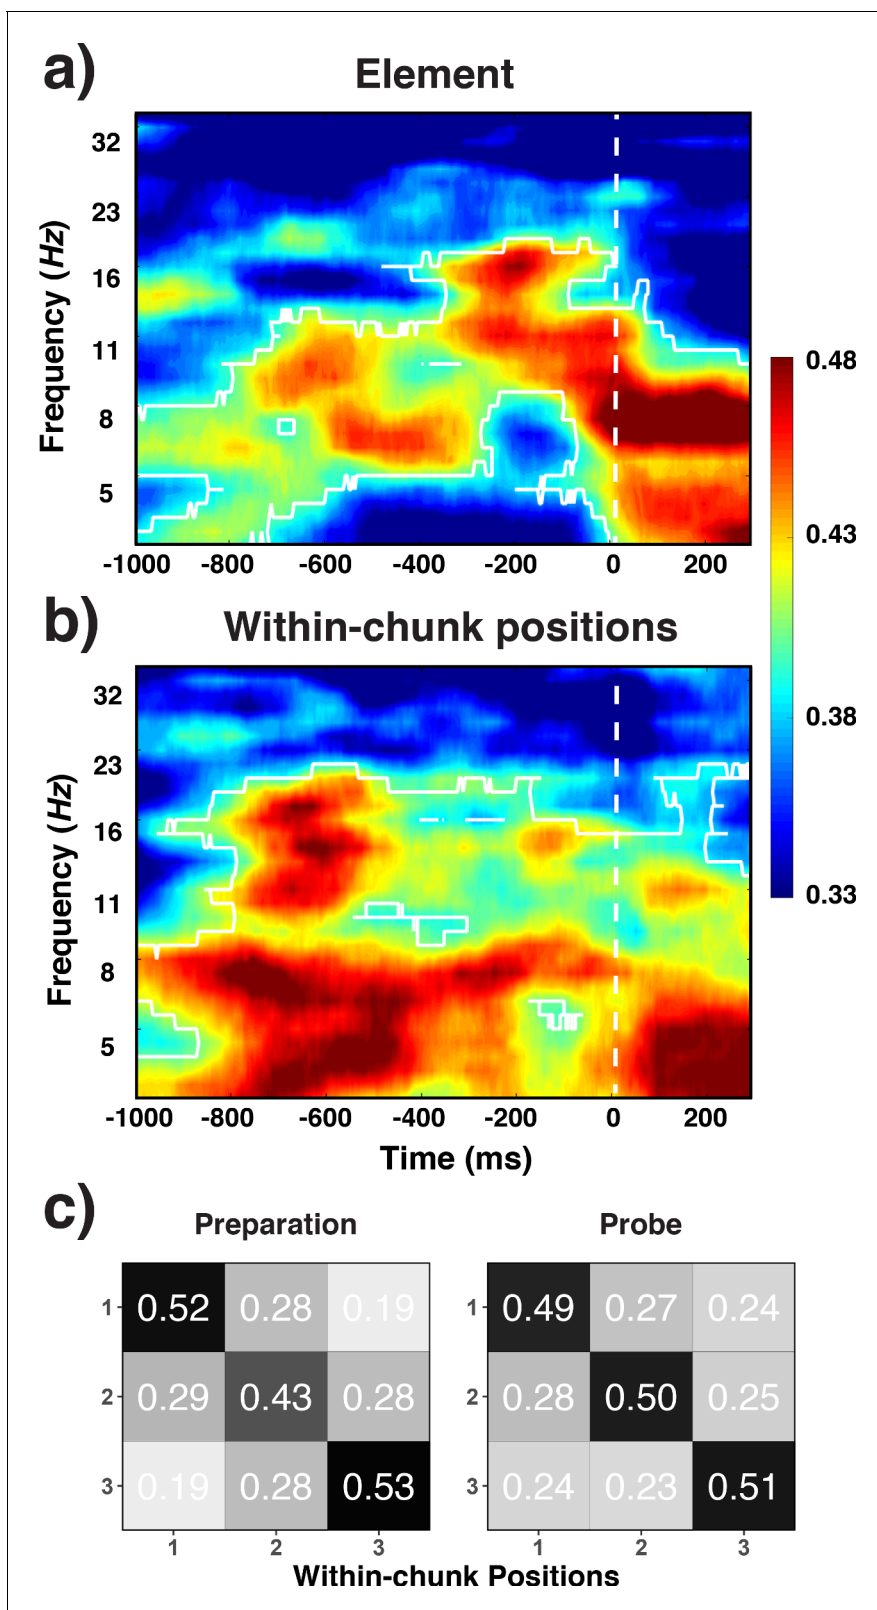 a)
Element
Frequency (Hz)
32
23
16
11
8
5
-1000 -800 -600 -400 -200 0 200
0.48
0.43
0.38
0.33
b)
Within-chunk positions
Frequency (Hz)
32
23
16
11
8
5
-1000 -800 -600 -400 -200 0 200
Time (ms)
c)
Preparation Probe
1 0.52 0.28 0.19 1 0.49 0.27 0.24
2 0.29 0.43 0.28 2 0.28 0.50 0.25
3 0.19 0.28 0.53 3 0.24 0.23 0.51
1 2 3 1 2 3
Within-chunk Positions